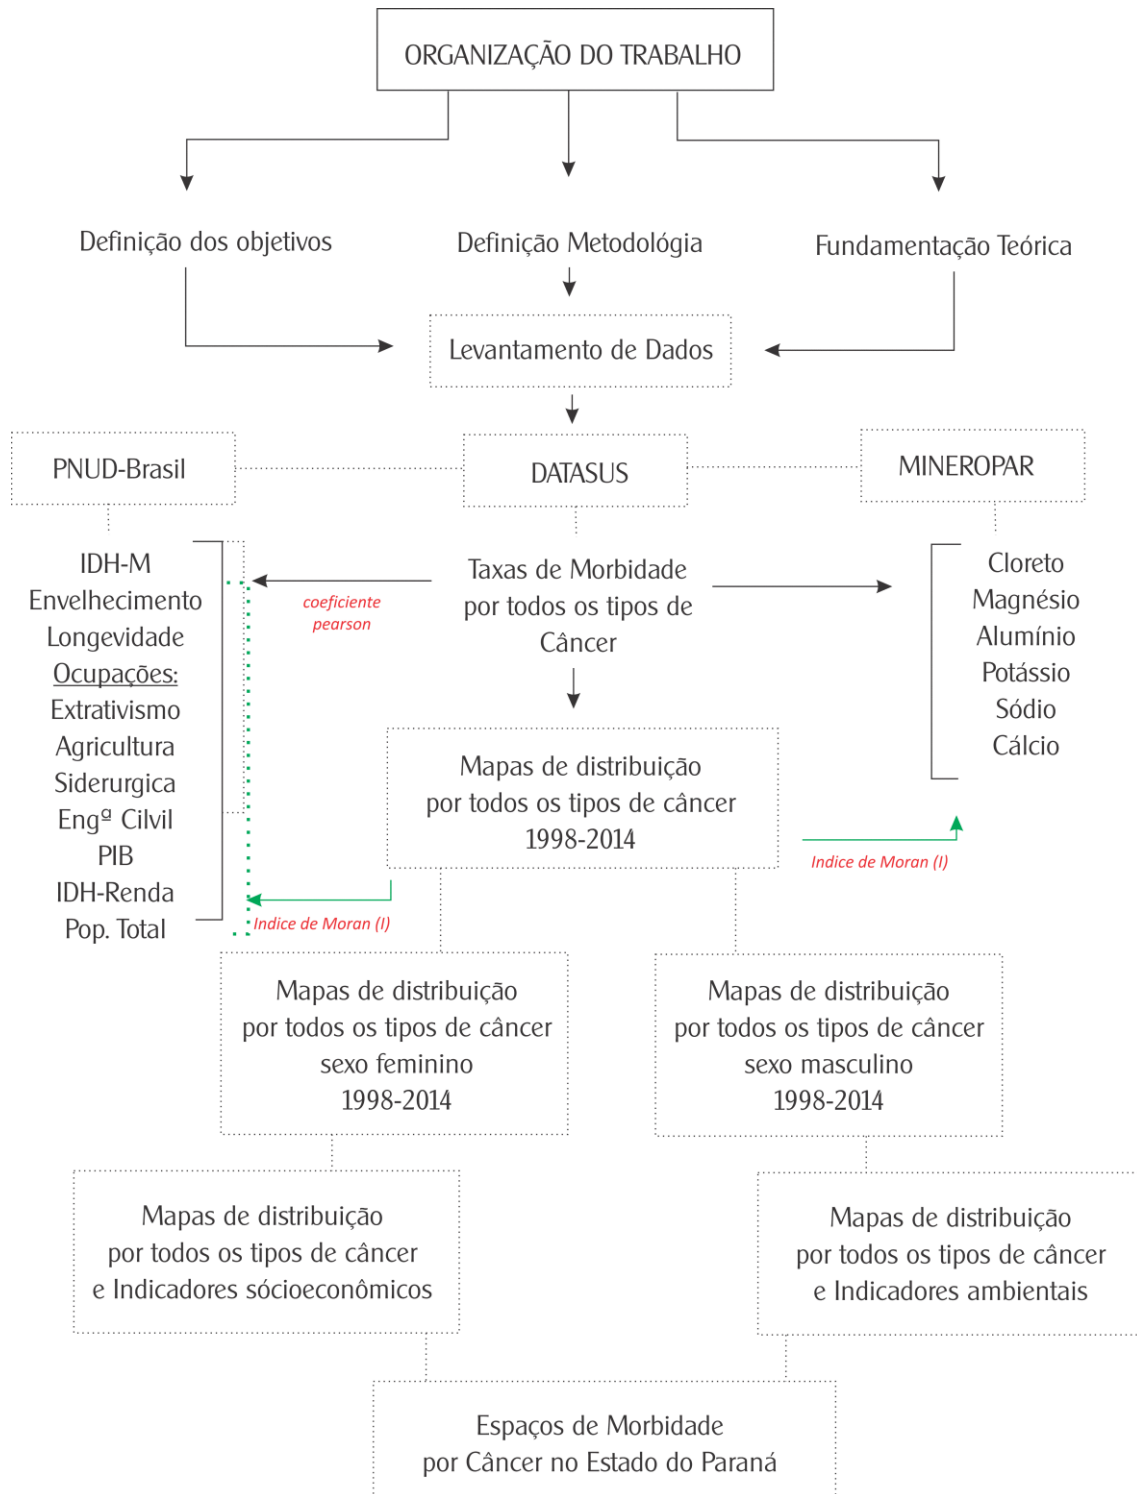 ORGANIZAÇÃO DO TRABALHO
Definição dos objetivos
Definição Metodológia
Fundamentação Teórica
Levantamento de Dados
PNUD-Brasil
DATASUS
MINEROPAR
IDH-M
Envelhecimento
Longevidade
Ocupações:
Extrativismo
Agricultura
Siderurgica
Engª Cilvil
PIB
IDH-Renda
Pop. Total
coeficiente
pearson
Taxas de Morbidade
por todos os tipos de
Câncer
Cloreto
Magnésio
Alumínio
Potássio
Sódio
Cálcio
Mapas de distribuição
por todos os tipos de câncer
1998-2014
Indice de Moran (I)
Indice de Moran (I)
Mapas de distribuição
por todos os tipos de câncer
sexo feminino
1998-2014
Mapas de distribuição
por todos os tipos de câncer
sexo masculino
1998-2014
Mapas de distribuição
por todos os tipos de câncer
e Indicadores sócioeconômicos
Mapas de distribuição
por todos os tipos de câncer
e Indicadores ambientais
Espaços de Morbidade
por Câncer no Estado do Paraná